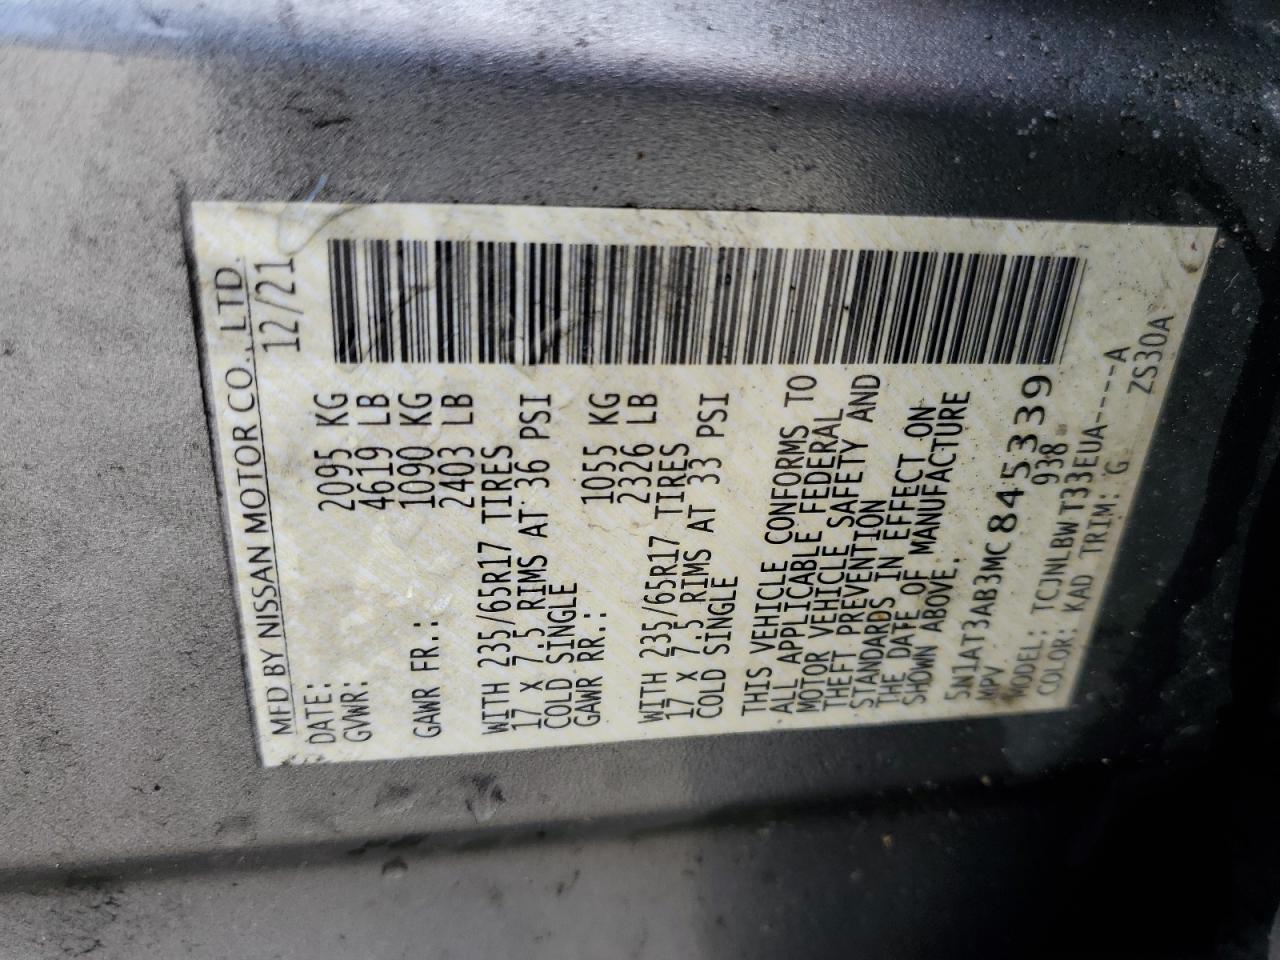 MFD BY NISSAN MOTOR CO., LTD.
DATE: 12/21
GVWR: 2095 KG
4619 LB
GAWR FR.: 1090 KG
2403 LB
WITH 235/65R17 TIRES
17 X 7.5 RIMS AT 36 PSI
COLD SINGLE
GAWR RR.: 1055 KG
2326 LB
WITH 235/65R17 TIRES
17 X 7.5 RIMS AT 33 PSI
COLD SINGLE
THIS VEHICLE CONFORMS TO
ALL APPLICABLE FEDERAL
MOTOR VEHICLE SAFETY AND
THEFT PREVENTION
STANDARDS IN EFFECT ON
THE DATE OF MANUFACTURE
SHOWN ABOVE.
5N1AT3AB3MC845339
MPV 938
MODEL: TCJNLBW T33EUA-----A
COLOR: KAD TRIM: G
ZS30A